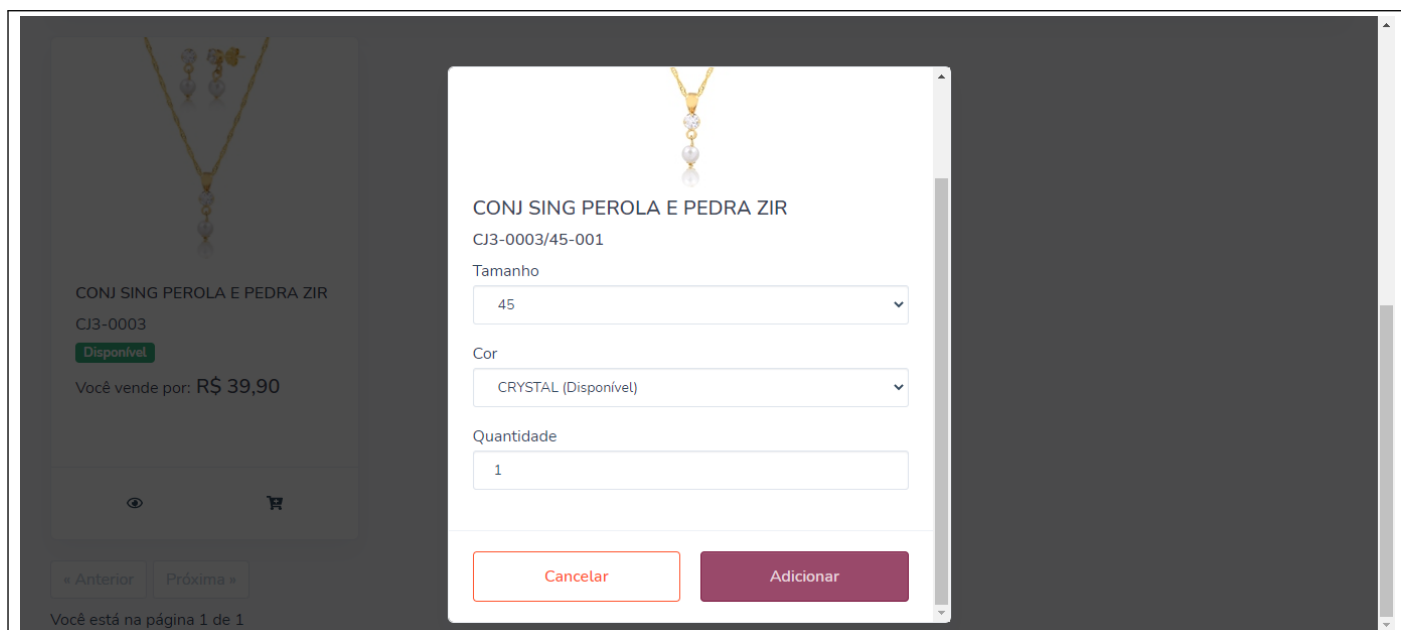 CONJ SING PEROLA E PEDRA ZIR
CJ3-0003
Disponível
Você vende por: R$ 39,90
« Anterior
Próxima »
Você está na página 1 de 1
CONJ SING PEROLA E PEDRA ZIR
CJ3-0003/45-001
Tamanho
45
Cor
CRYSTAL (Disponível)
Quantidade
1
Cancelar
Adicionar